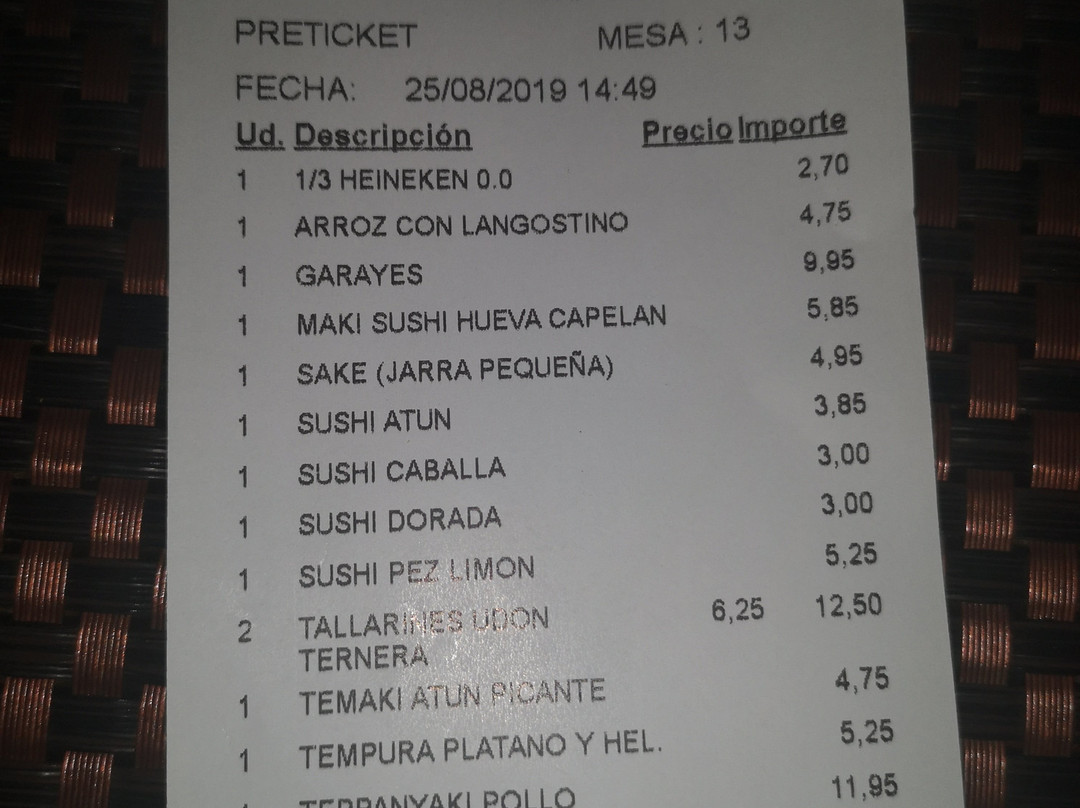 PRETICKET MESA : 13
FECHA: 25/08/2019 14:49
Ud. Descripción Precio Importe
1 1/3 HEINEKEN 0.0 2,70
1 ARROZ CON LANGOSTINO 4,75
1 GARAYES 9,95
1 MAKI SUSHI HUEVA CAPELAN 5,85
1 SAKE (JARRA PEQUEÑA) 4,95
1 SUSHI ATUN 3,85
1 SUSHI CABALLA 3,00
1 SUSHI DORADA 3,00
1 SUSHI PEZ LIMON 5,25
2 TALLARINES UDON 6,25 12,50
TERNERA
1 TEMAKI ATUN PICANTE 4,75
1 TEMPURA PLATANO Y HEL. 5,25
1 TEPPANYAKI POLLO 11,95